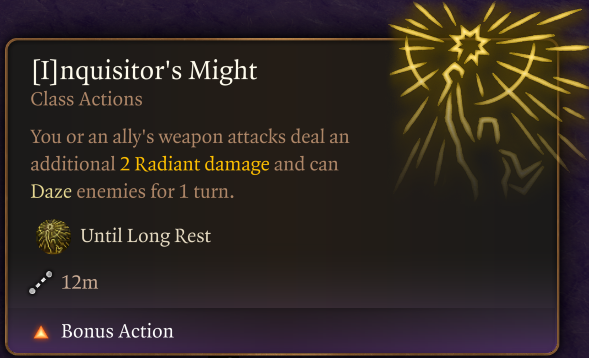 [I]nquisitor's Might
Class Actions
You or an ally's weapon attacks deal an
additional 2 Radiant damage and can
Daze enemies for 1 turn.
Until Long Rest
12m
Bonus Action